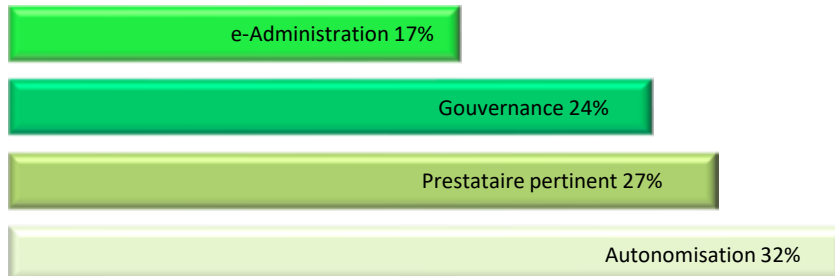 e-Administration 17%
Gouvernance 24%
Prestataire pertinent 27%
Autonomisation 32%